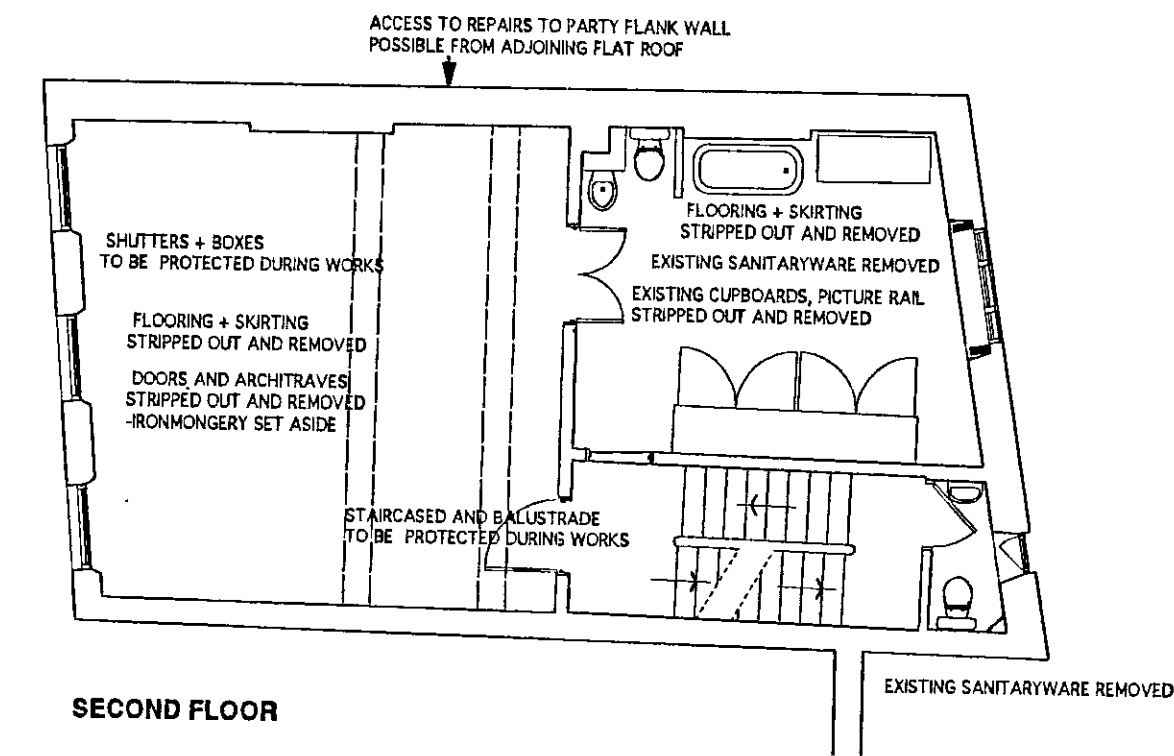 ACCESS TO REPAIRS TO PARTY FLANK WALL
POSSIBLE FROM ADJOINING FLAT ROOF
SHUTTERS + BOXES
TO BE PROTECTED DURING WORKS
FLOORING + SKIRTING
STRIPPED OUT AND REMOVED
DOORS AND ARCHITRAVES
STRIPPED OUT AND REMOVED
-IRONMONGERY SET ASIDE
FLOORING + SKIRTING
STRIPPED OUT AND REMOVED
EXISTING SANITARYWARE REMOVED
EXISTING CUPBOARDS, PICTURE RAIL
STRIPPED OUT AND REMOVED
STAIRCASED AND BALUSTRADE
TO BE PROTECTED DURING WORKS
EXISTING SANITARYWARE REMOVED
SECOND FLOOR